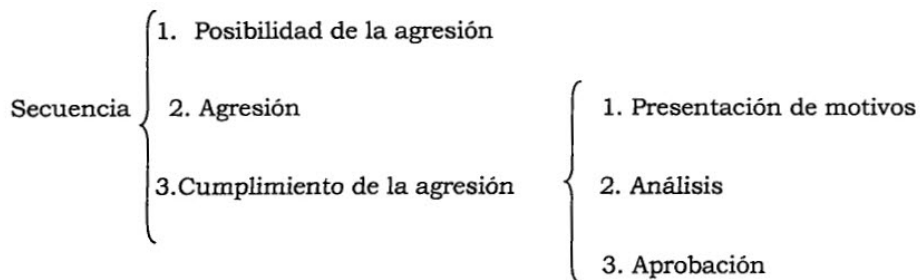 1. Posibilidad de la agresión
Secuencia
2. Agresión
3.Cumplimiento de la agresión
1. Presentación de motivos
2. Análisis
3. Aprobación